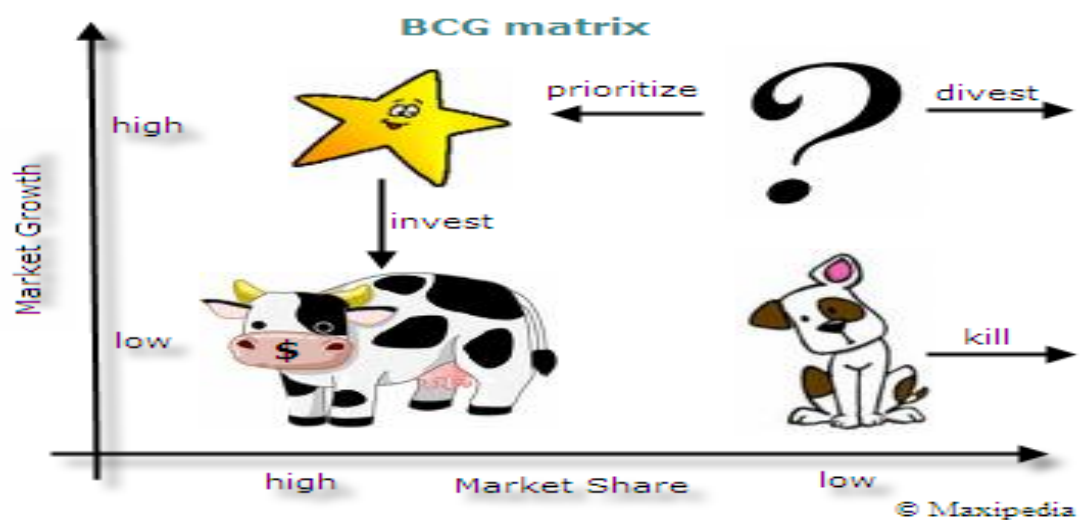 BCG matrix
prioritize
divest
high
?
invest
Market Growth
low
$
kill
high
Market Share
low
© Maxipedia